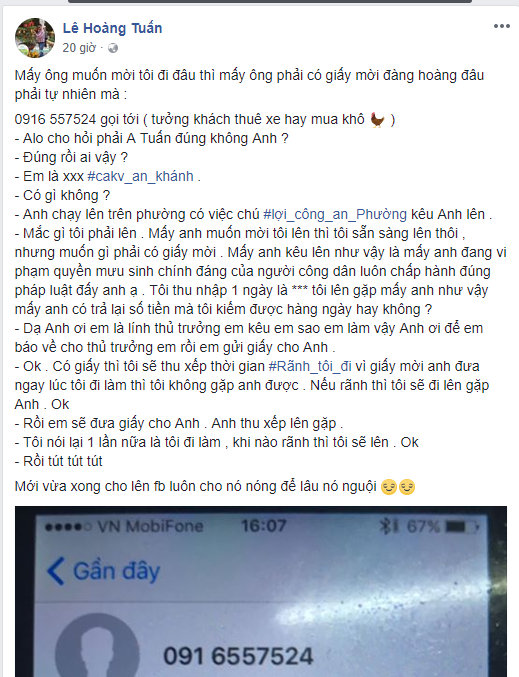 Lê Hoàng Tuấn
20 giờ
Mấy ông muốn mời tôi đi đâu thì mấy ông phải có giấy mời đàng hoàng đâu
phải tự nhiên mà :
0916 557524 gọi tới ( tưởng khách thuê xe hay mua khô 🐓 )
- Alo cho hỏi phải A Tuấn đúng không Anh ?
- Đúng rồi ai vậy ?
- Em là xxx #cakv_an_khánh .
- Có gì không ?
- Anh chạy lên trên phường có việc chú #lợi_công_an_Phường kêu Anh lên .
- Mắc gì tôi phải lên . Mấy anh muốn mời tôi lên thì tôi sẵn sàng lên thôi ,
nhưng muốn gì phải có giấy mời . Mấy anh kêu lên như vậy là mấy anh đang vi
phạm quyền mưu sinh chính đáng của người công dân luôn chấp hành đúng
pháp luật đấy anh ạ . Tôi thu nhập 1 ngày là *** tôi lên gặp mấy anh như vậy
mấy anh có trả lại số tiền mà tôi kiếm được hàng ngày hay không ?
- Dạ Anh ơi em là lính thủ trưởng em kêu em sao em làm vậy Anh ơi để em
báo về cho thủ trưởng em rồi em gửi giấy cho Anh .
- Ok . Có giấy thì tôi sẽ thu xếp thời gian #Rãnh_tôi_đi vì giấy mời anh đưa
ngay lúc tôi đi làm thì tôi không gặp anh được . Nếu rãnh thì tôi sẽ đi lên gặp
Anh . Ok
- Rồi em sẽ đưa giấy cho Anh . Anh thu xếp lên gặp .
- Tôi nói lại 1 lần nữa là tôi đi làm , khi nào rãnh thì tôi sẽ lên . Ok
- Rồi tút tút tút
Mới vừa xong cho lên fb luôn cho nó nóng để lâu nó nguội 😏😏
VN MobiFone 16:07 67%
Gần đây
091 6557524